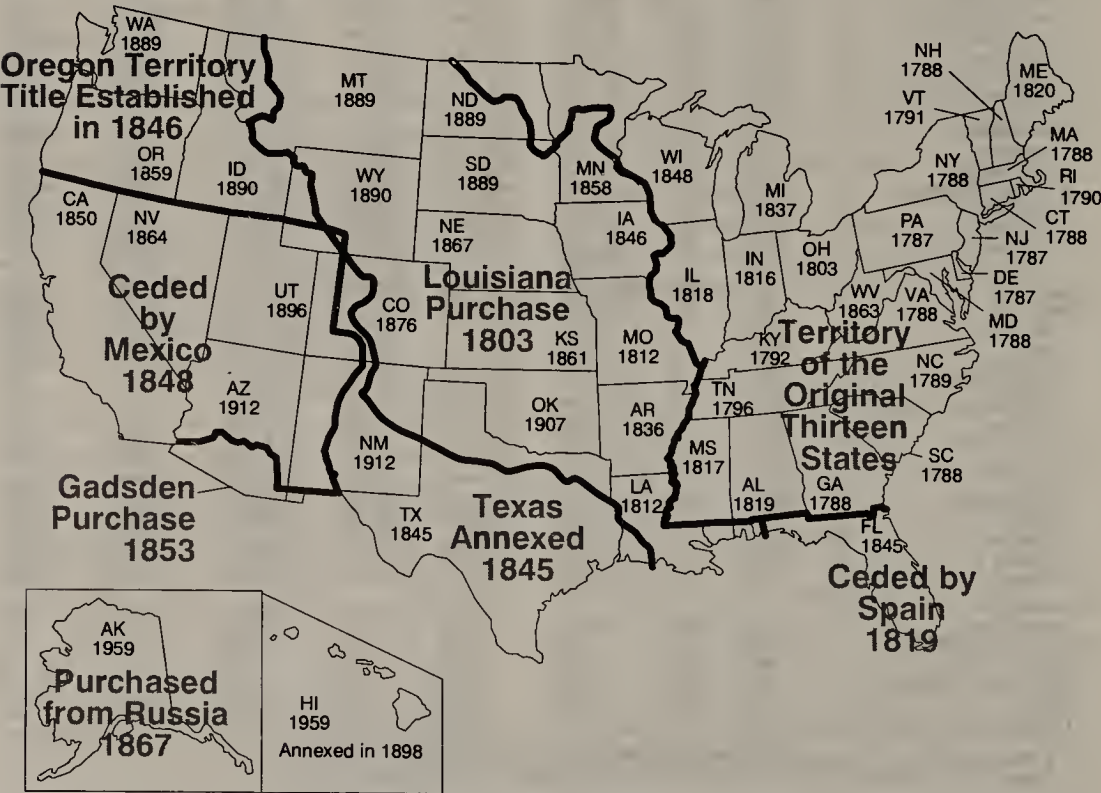 WA
1889
Oregon Territory
Title Established
in 1846
OR
1859
ID
1890
MT
1889
ND
1889
SD
1889
WY
1890
MN
1858
WI
1848
MI
1837
NH
1788
VT
1791
ME
1820
MA
1788
RI
1790
CT
1788
NY
1788
PA
1787
NJ
1787
DE
1787
MD
1788
CA
1850
NV
1864
Ceded
by
Mexico
1848
UT
1896
CO
1876
NE
1867
Louisiana
Purchase
1803
KS
1861
IA
1846
MO
1812
IL
1818
IN
1816
OH
1803
WV
1863
VA
1788
KY
1792
Territory
of the
Original
Thirteen
States
NC
1789
SC
1788
TN
1796
AZ
1912
NM
1912
OK
1907
AR
1836
MS
1817
AL
1819
GA
1788
LA
1812
FL
1845
Gadsden
Purchase
1853
TX
1845
Texas
Annexed
1845
Ceded by
Spain
1819
AK
1959
Purchased
from Russia
1867
HI
1959
Annexed in 1898